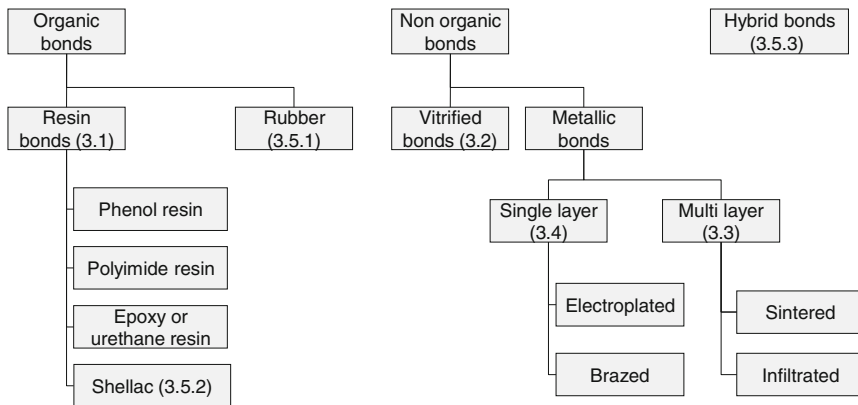 Organic
bonds
Non organic
bonds
Hybrid bonds
(3.5.3)
Resin
bonds (3.1)
Rubber
(3.5.1)
Vitrified
bonds (3.2)
Metallic
bonds
Phenol resin
Single layer
(3.4)
Multi layer
(3.3)
Polyimide resin
Epoxy or
urethane resin
Electroplated
Sintered
Shellac (3.5.2)
Brazed
Infiltrated